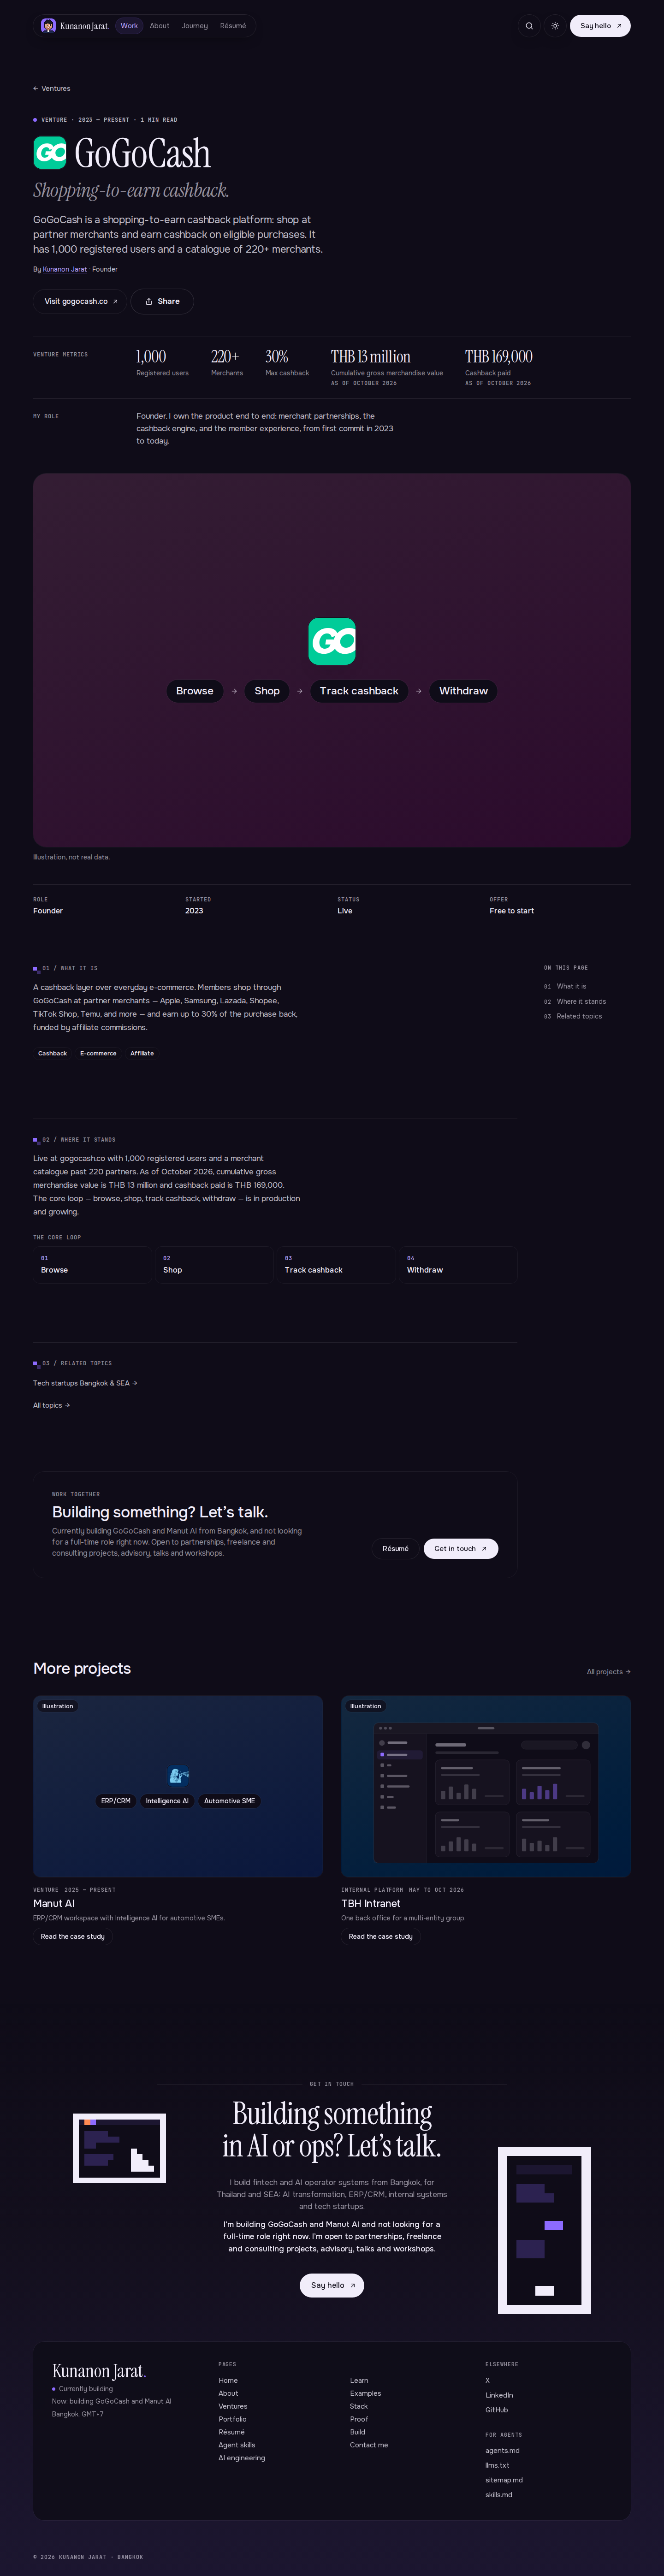 Kunanon Jarat.
Work
About
Journey
Résumé
Say hello ↗
← Ventures
VENTURE · 2023 — PRESENT · 1 MIN READ
GO
GoGoCash
Shopping-to-earn cashback.
GoGoCash is a shopping-to-earn cashback platform: shop at
partner merchants and earn cashback on eligible purchases. It
has 1,000 registered users and a catalogue of 220+ merchants.
By Kunanon Jarat · Founder
Visit gogocash.co ↗
Share
VENTURE METRICS
1,000
Registered users
220+
Merchants
30%
Max cashback
THB 13 million
Cumulative gross merchandise value
AS OF OCTOBER 2026
THB 169,000
Cashback paid
AS OF OCTOBER 2026
MY ROLE
Founder. I own the product end to end: merchant partnerships, the
cashback engine, and the member experience, from first commit in 2023
to today.
GO
Browse → Shop → Track cashback → Withdraw
Illustration, not real data.
ROLE
Founder
STARTED
2023
STATUS
Live
OFFER
Free to start
01 / WHAT IT IS
A cashback layer over everyday e-commerce. Members shop through
GoGoCash at partner merchants — Apple, Samsung, Lazada, Shopee,
TikTok Shop, Temu, and more — and earn up to 30% of the purchase back,
funded by affiliate commissions.
Cashback
E-commerce
Affiliate
ON THIS PAGE
01 What it is
02 Where it stands
03 Related topics
02 / WHERE IT STANDS
Live at gogocash.co with 1,000 registered users and a merchant
catalogue past 220 partners. As of October 2026, cumulative gross
merchandise value is THB 13 million and cashback paid is THB 169,000.
The core loop — browse, shop, track cashback, withdraw — is in production
and growing.
THE CORE LOOP
01
Browse
02
Shop
03
Track cashback
04
Withdraw
03 / RELATED TOPICS
Tech startups Bangkok & SEA →
All topics →
WORK TOGETHER
Building something? Let’s talk.
Currently building GoGoCash and Manut AI from Bangkok, and not looking
for a full-time role right now. Open to partnerships, freelance and
consulting projects, advisory, talks and workshops.
Résumé
Get in touch ↗
More projects
All projects →
Illustration
ERP/CRM
Intelligence AI
Automotive SME
VENTURE 2025 — PRESENT
Manut AI
ERP/CRM workspace with Intelligence AI for automotive SMEs.
Read the case study
Illustration
INTERNAL PLATFORM MAY TO OCT 2026
TBH Intranet
One back office for a multi-entity group.
Read the case study
GET IN TOUCH
Building something
in AI or ops? Let’s talk.
I build fintech and AI operator systems from Bangkok, for
Thailand and SEA: AI transformation, ERP/CRM, internal systems
and tech startups.
I’m building GoGoCash and Manut AI and not looking for a
full-time role right now. I’m open to partnerships, freelance
and consulting projects, advisory, talks and workshops.
Say hello ↗
Kunanon Jarat.
Currently building
Now: building GoGoCash and Manut AI
Bangkok, GMT+7
PAGES
Home
About
Ventures
Portfolio
Résumé
Agent skills
AI engineering
Learn
Examples
Stack
Proof
Build
Contact me
ELSEWHERE
X
LinkedIn
GitHub
FOR AGENTS
agents.md
llms.txt
sitemap.md
skills.md
© 2026 KUNANON JARAT · BANGKOK